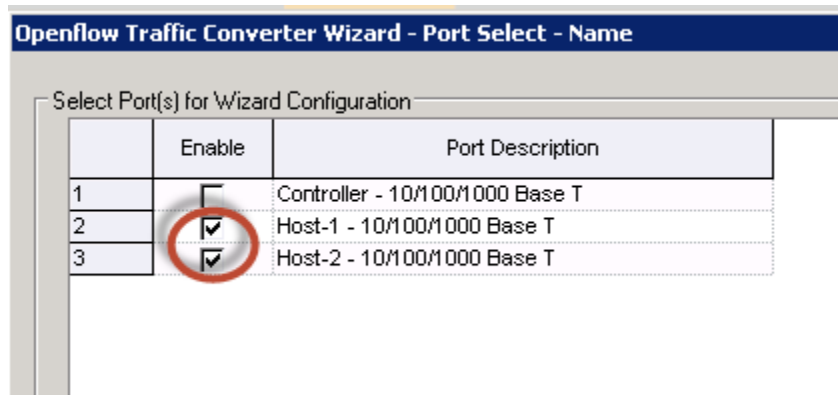 Openflow Traffic Converter Wizard - Port Select - Name
Select Port(s) for Wizard Configuration
Enable Port Description
1 Controller - 10/100/1000 Base T
2 Host-1 - 10/100/1000 Base T
3 Host-2 - 10/100/1000 Base T